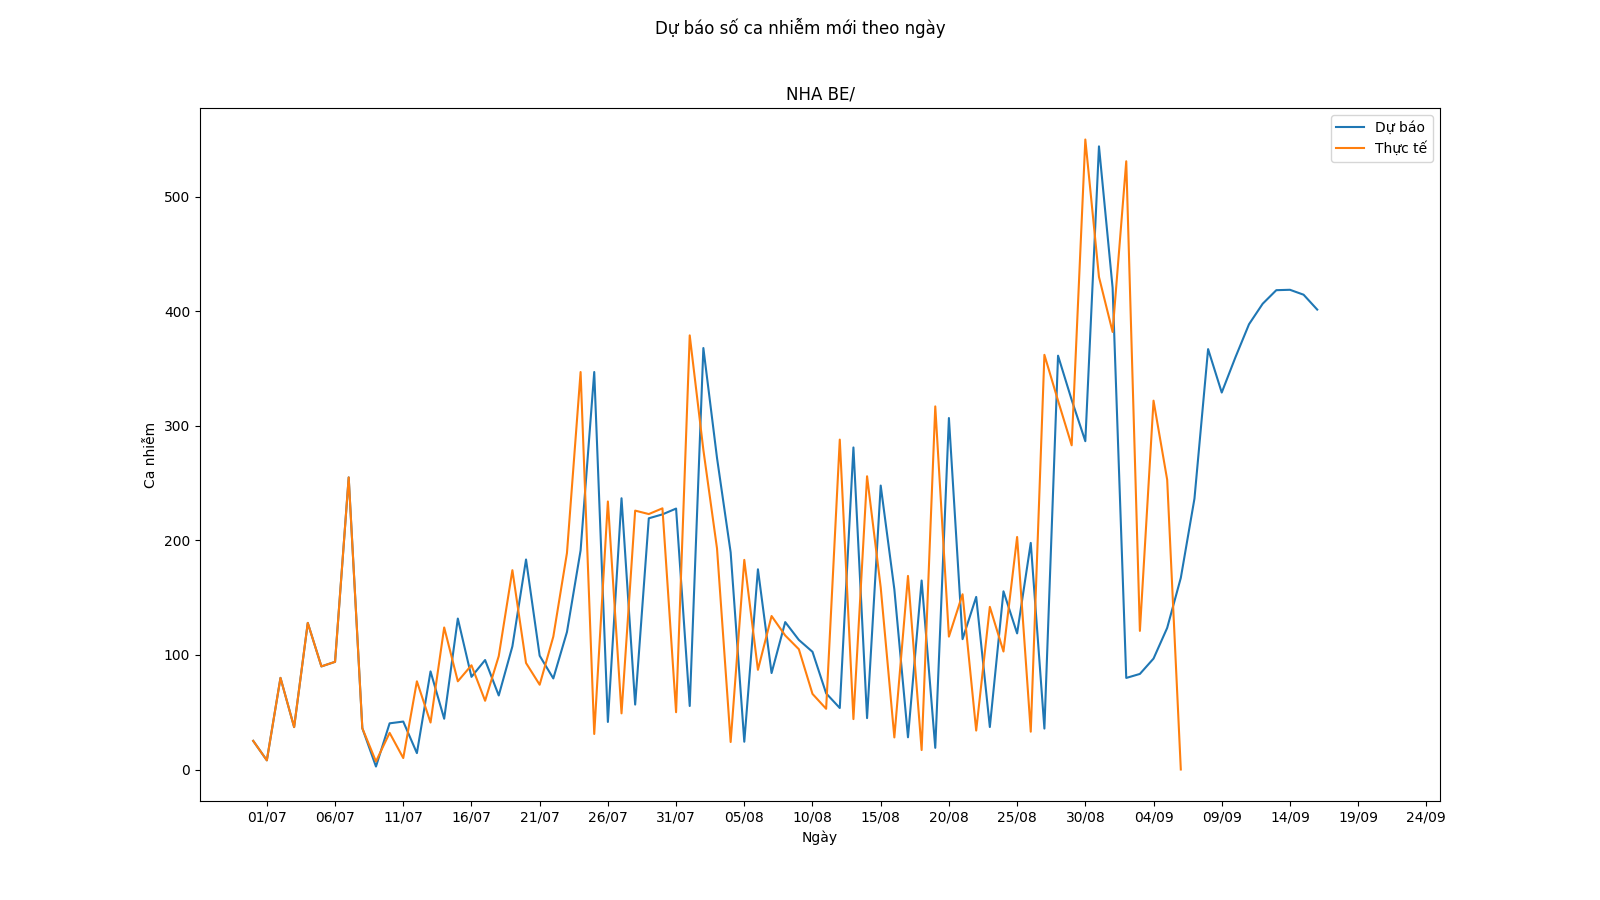 Dự báo số ca nhiễm mới theo ngày
NHA BE/
Dự báo
Thực tế
500
400
300
200
100
0
Ca nhiễm
01/07 06/07 11/07 16/07 21/07 26/07 31/07 05/08 10/08 15/08 20/08 25/08 30/08 04/09 09/09 14/09 19/09 24/09
Ngày